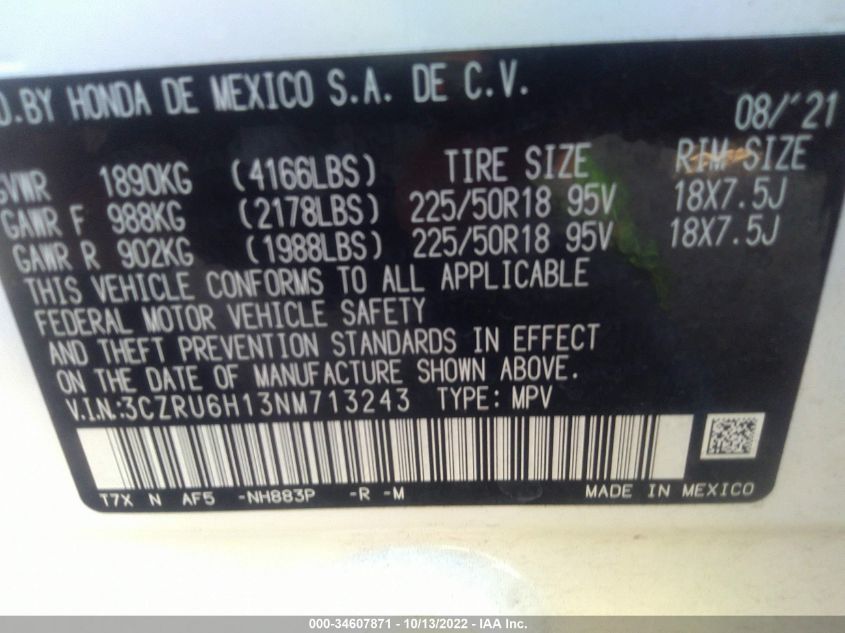 D.BY HONDA DE MEXICO S.A. DE C.V. 08/'21
GVWR 1890KG (4166LBS) TIRE SIZE RIM SIZE
GAWR F 988KG (2178LBS) 225/50R18 95V 18X7.5J
GAWR R 902KG (1988LBS) 225/50R18 95V 18X7.5J
THIS VEHICLE CONFORMS TO ALL APPLICABLE
FEDERAL MOTOR VEHICLE SAFETY
AND THEFT PREVENTION STANDARDS IN EFFECT
ON THE DATE OF MANUFACTURE SHOWN ABOVE.
V.I.N.:3CZRU6H13NM713243 TYPE: MPV
T7X N AF5 -NH883P -R -M MADE IN MEXICO
000-34607871 - 10/13/2022 - IAA Inc.